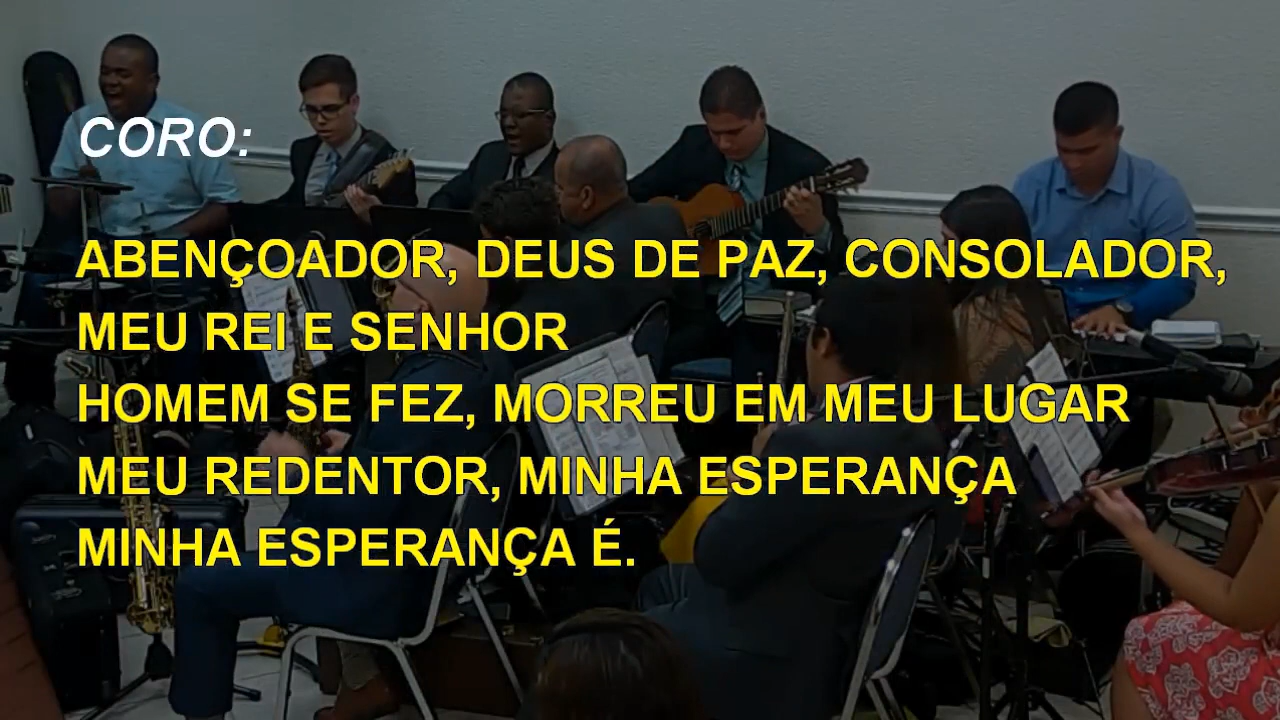 CORO:
ABENÇOADOR, DEUS DE PAZ, CONSOLADOR,
MEU REI E SENHOR
HOMEM SE FEZ, MORREU EM MEU LUGAR
MEU REDENTOR, MINHA ESPERANÇA
MINHA ESPERANÇA É.